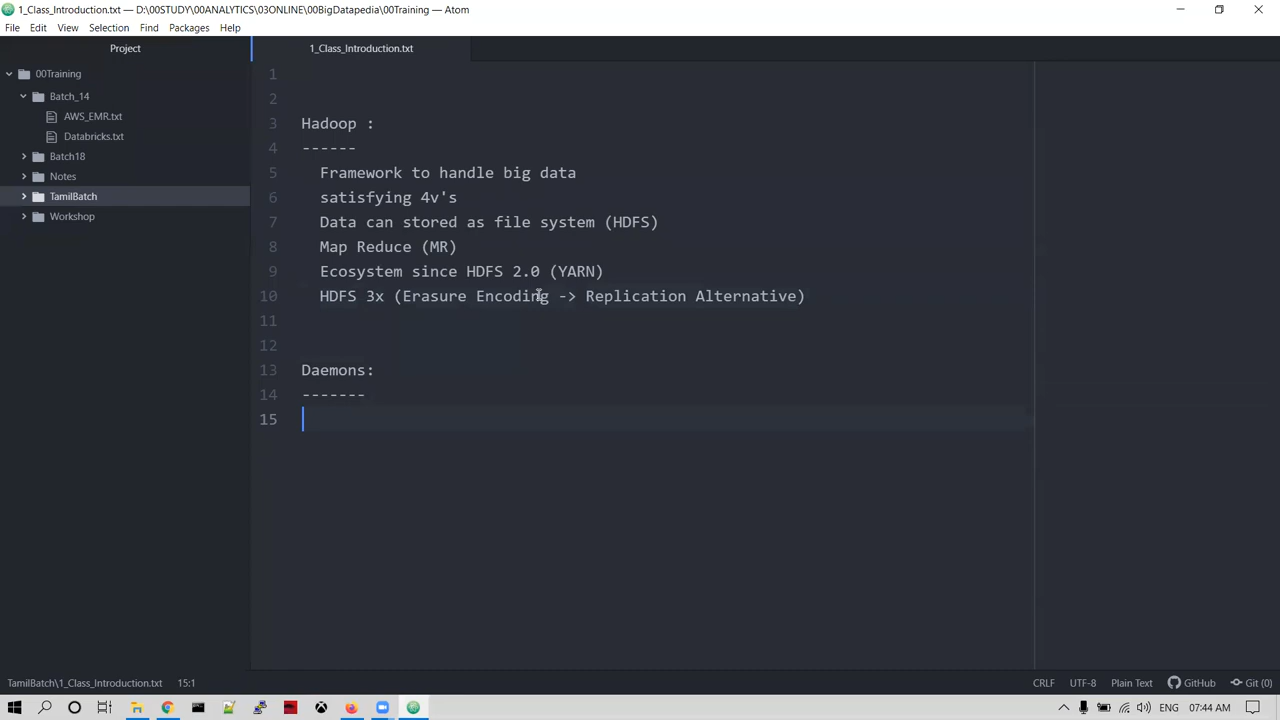 1_Class_Introduction.txt — D:\00STUDY\00ANALYTICS\03ONLINE\00BigDatapedia\00Training — Atom
File Edit View Selection Find Packages Help
Project
1_Class_Introduction.txt
00Training
Batch_14
AWS_EMR.txt
Databricks.txt
Batch18
Notes
TamilBatch
Workshop
1
2
3 Hadoop :
4 ------
5 Framework to handle big data
6 satisfying 4v's
7 Data can stored as file system (HDFS)
8 Map Reduce (MR)
9 Ecosystem since HDFS 2.0 (YARN)
10 HDFS 3x (Erasure Encoding -> Replication Alternative)
11
12
13 Daemons:
14 -------
15
TamilBatch\1_Class_Introduction.txt 15:1 CRLF UTF-8 Plain Text GitHub Git (0)
ENG 07:44 AM